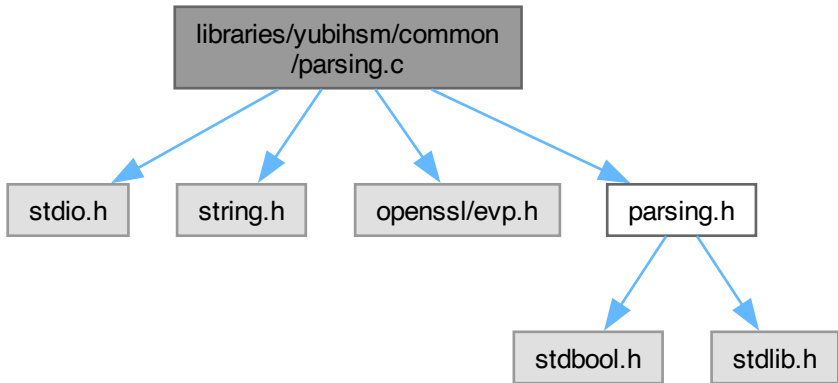 libraries/yubihsm/common
/parsing.c
stdio.h
string.h
openssl/evp.h
parsing.h
stdbool.h
stdlib.h